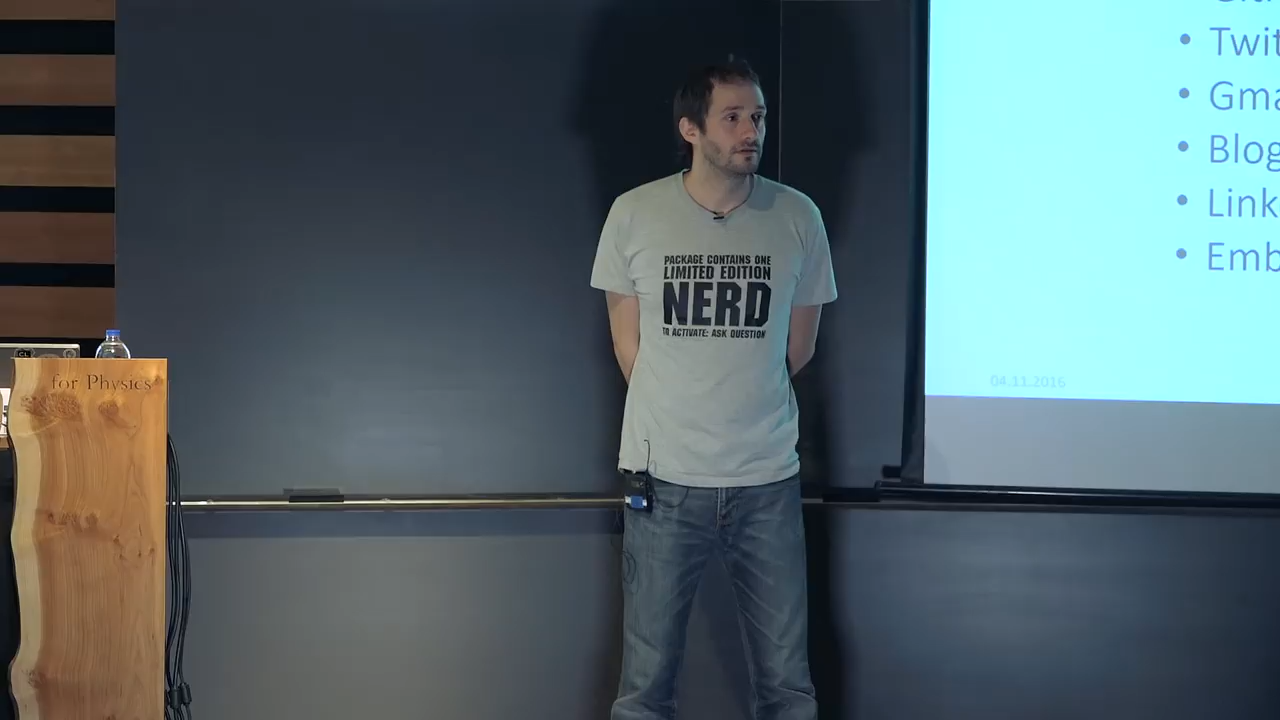 for Physics
PACKAGE CONTAINS ONE
LIMITED EDITION
NERD
TO ACTIVATE: ASK QUESTION
Twit
Gma
Blog
Link
Emb
04.11.2016